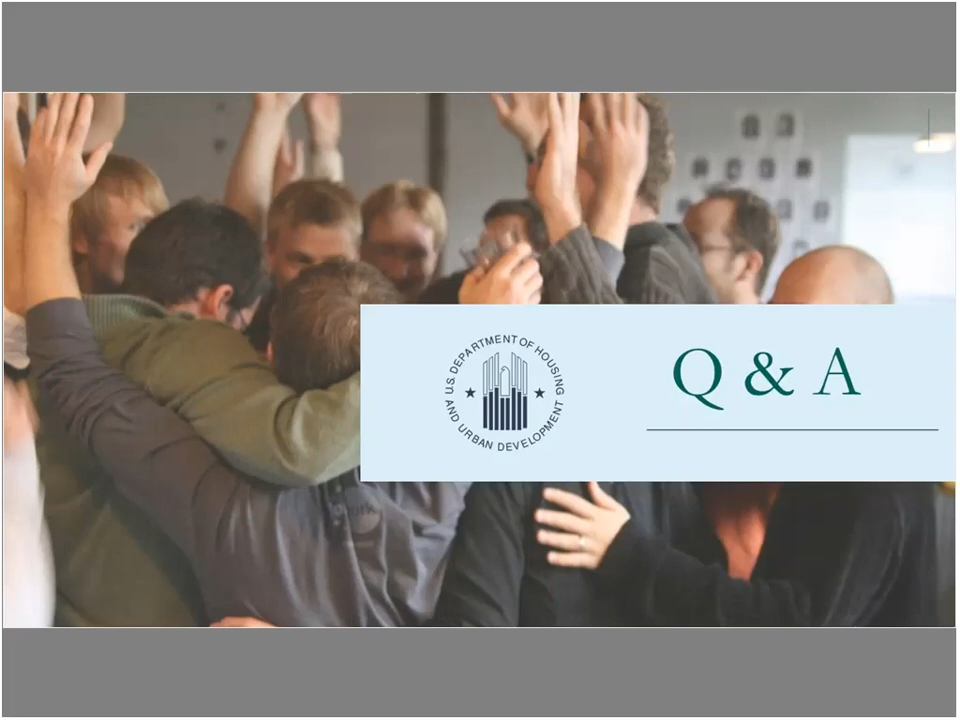 U.S. DEPARTMENT OF HOUSING
AND URBAN DEVELOPMENT
Q & A